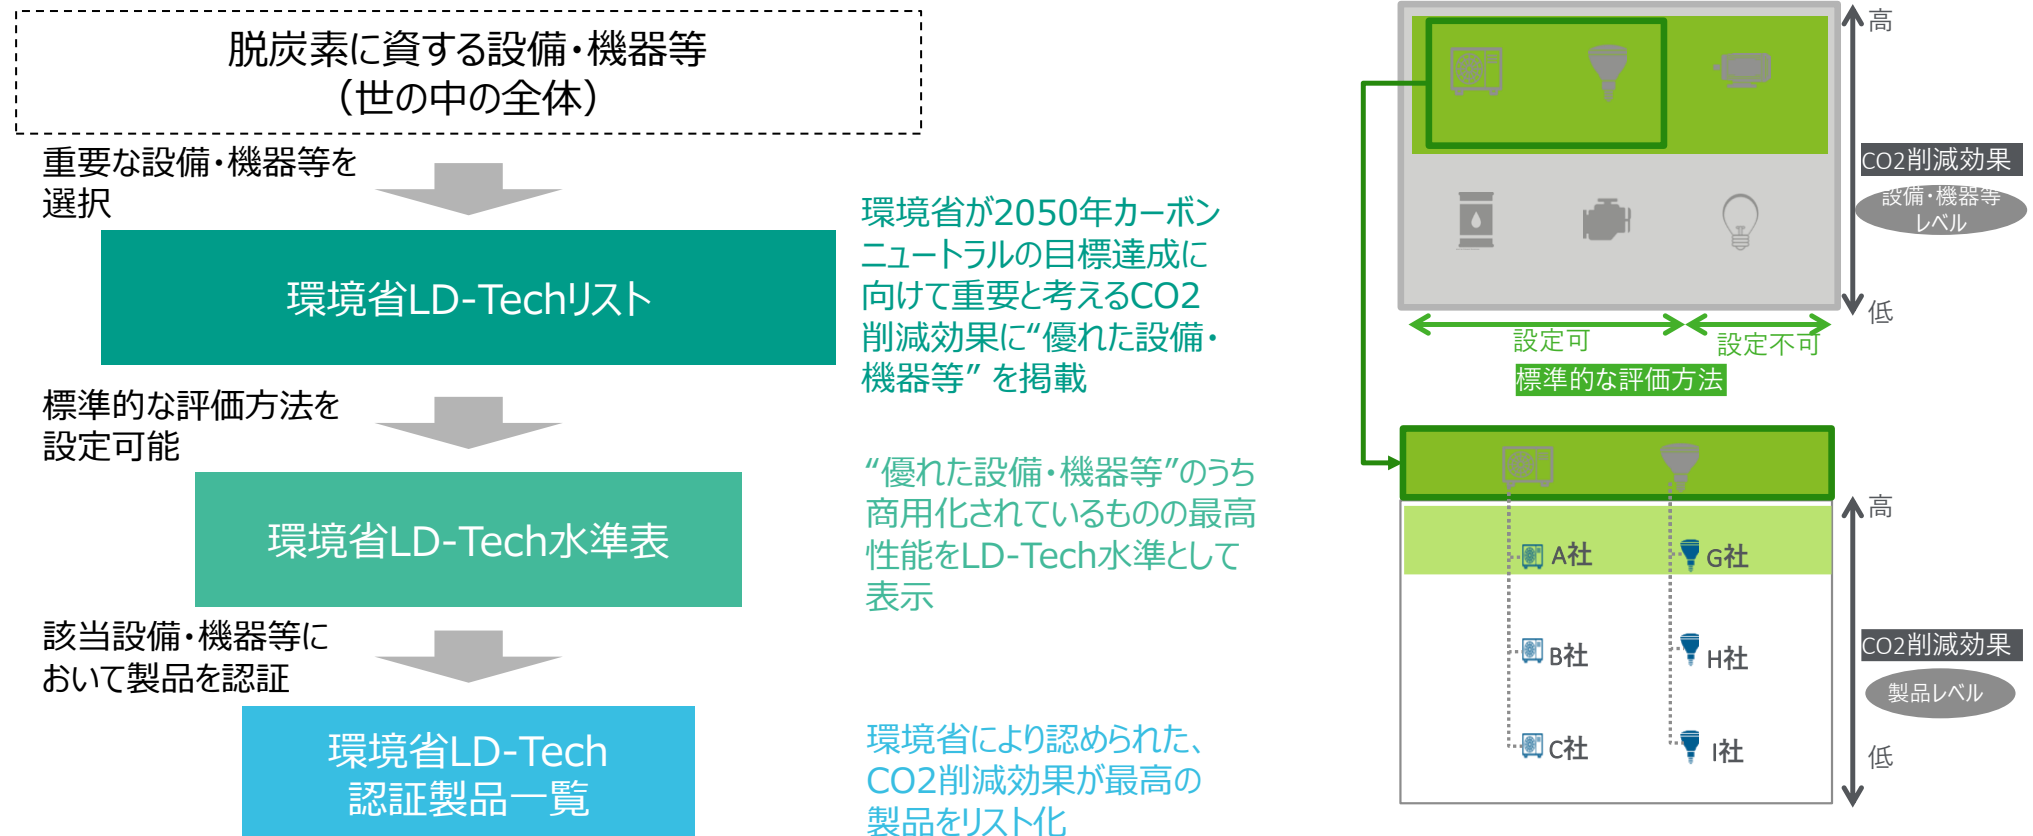 脱炭素に資する設備・機器等
（世の中の全体）
重要な設備・機器等を
選択
環境省LD-Techリスト
環境省が2050年カーボン
ニュートラルの目標達成に
向けて重要と考えるCO2
削減効果に“優れた設備・
機器等” を掲載
標準的な評価方法を
設定可能
環境省LD-Tech水準表
“優れた設備・機器等”のうち
商用化されているものの最高
性能をLD-Tech水準として
表示
該当設備・機器等に
おいて製品を認証
環境省LD-Tech
認証製品一覧
環境省により認められた、
CO2削減効果が最高の
製品をリスト化
高
CO2削減効果
設備・機器等
レベル
低
設定可
設定不可
標準的な評価方法
高
A社
G社
B社
H社
CO2削減効果
製品レベル
C社
I社
低